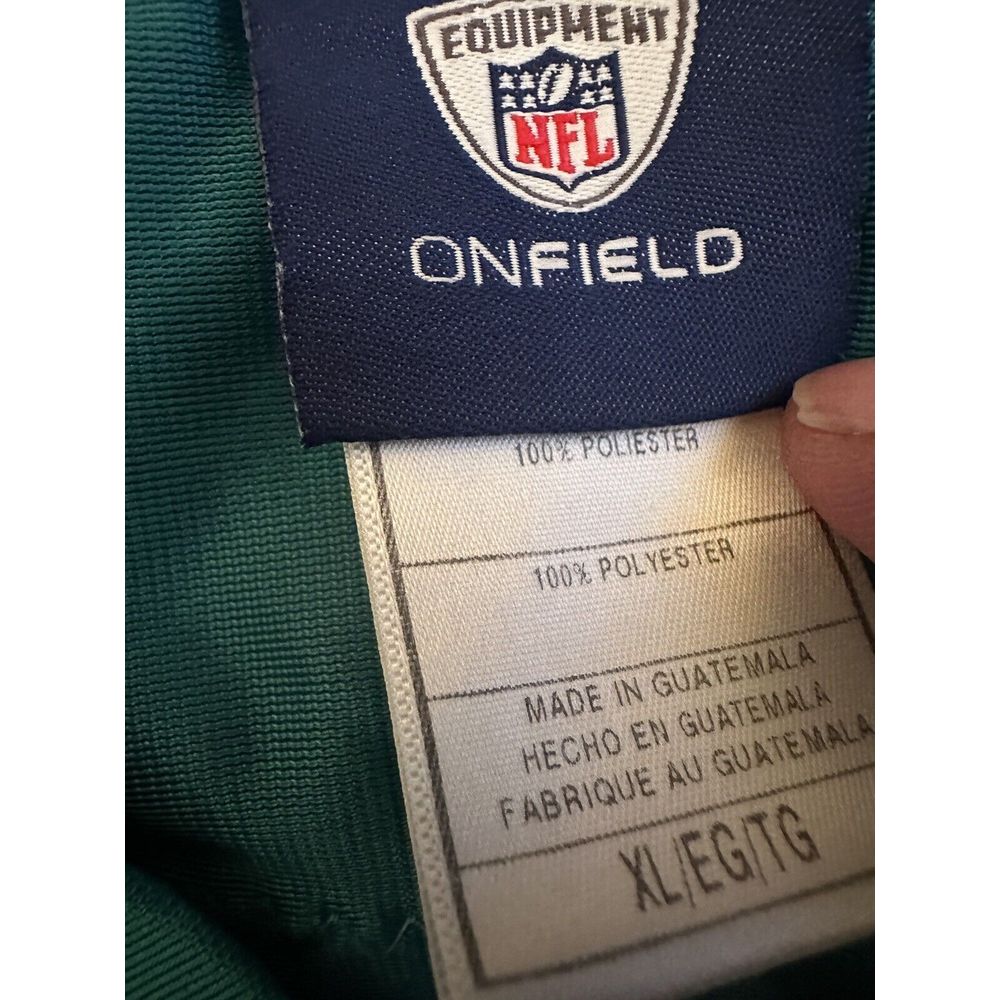 EQUIPMENT
NFL
ONFIELD
100% POLIESTER
100% POLYESTER
MADE IN GUATEMALA
HECHO EN GUATEMALA
FABRIQUE AU GUATEMALA
XL/EG/TG